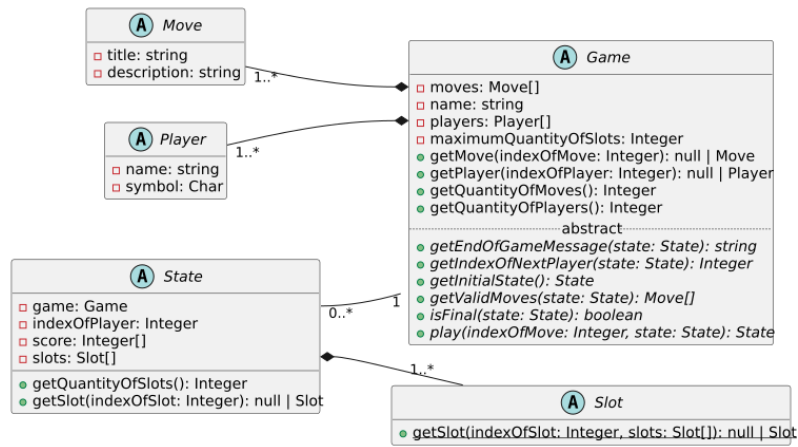 A Move
title: string
description: string
1..*
A Player
name: string
symbol: Char
1..*
A Game
moves: Move[]
name: string
players: Player[]
maximumQuantityOfSlots: Integer
getMove(indexOfMove: Integer): null | Move
getPlayer(indexOfPlayer: Integer): null | Player
getQuantityOfMoves(): Integer
getQuantityOfPlayers(): Integer
abstract
getEndOfGameMessage(state: State): string
getIndexOfNextPlayer(state: State): Integer
getInitialState(): State
getValidMoves(state: State): Move[]
isFinal(state: State): boolean
play(indexOfMove: Integer, state: State): State
A State
game: Game
indexOfPlayer: Integer
score: Integer[]
slots: Slot[]
getQuantityOfSlots(): Integer
getSlot(indexOfSlot: Integer): null | Slot
0..*
1
1..*
A Slot
getSlot(indexOfSlot: Integer, slots: Slot[]): null | Slot